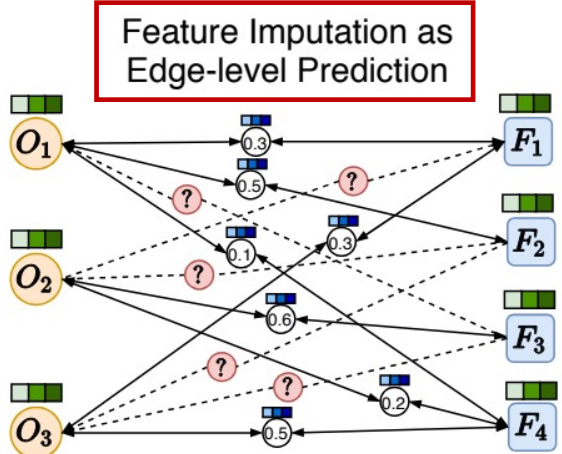 Feature Imputation as
Edge-level Prediction
O1
0.3
F1
0.5
?
?
O2
0.1
0.3
F2
?
0.6
F3
?
?
0.2
O3
0.5
F4